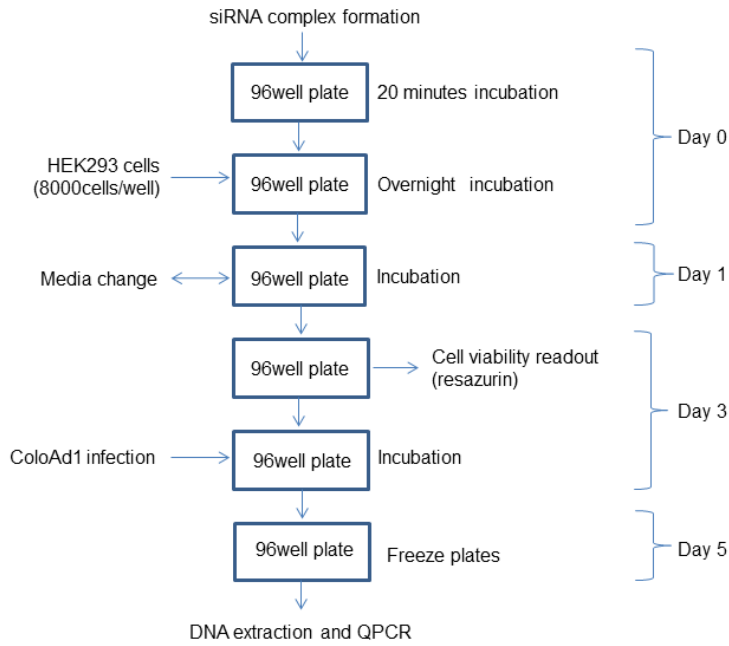 siRNA complex formation
96well plate
20 minutes incubation
Day 0
HEK293 cells
(8000cells/well)
96well plate
Overnight incubation
Media change
96well plate
Incubation
Day 1
96well plate
Cell viability readout
(resazurin)
Day 3
ColoAd1 infection
96well plate
Incubation
96well plate
Freeze plates
Day 5
DNA extraction and QPCR